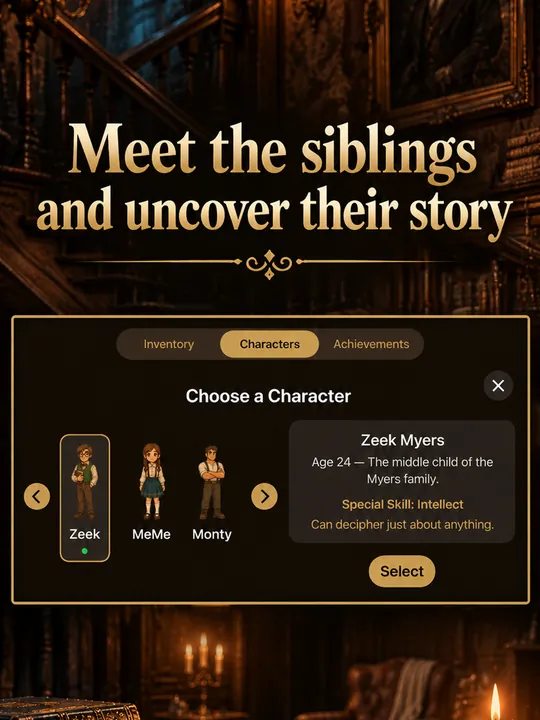 Meet the siblings
and uncover their story
Inventory
Characters
Achievements
Choose a Character
Zeek
MeMe
Monty
Zeek Myers
Age 24 — The middle child of the
Myers family.
Special Skill: Intellect
Can decipher just about anything.
Select